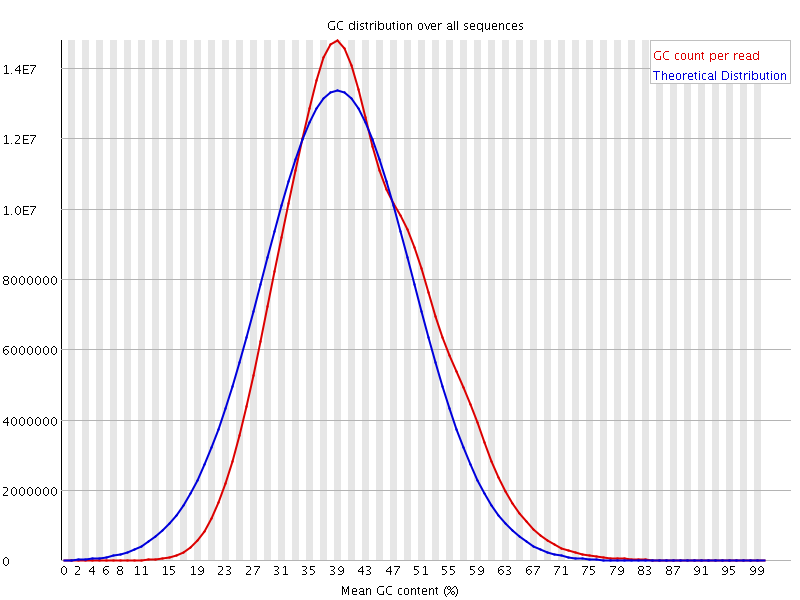 GC distribution over all sequences
GC count per read
Theoretical Distribution
1.4E7
1.2E7
1.0E7
8000000
6000000
4000000
2000000
0
0 2 4 6 8 11 15 19 23 27 31 35 39 43 47 51 55 59 63 67 71 75 79 83 87 91 95 99
Mean GC content (%)